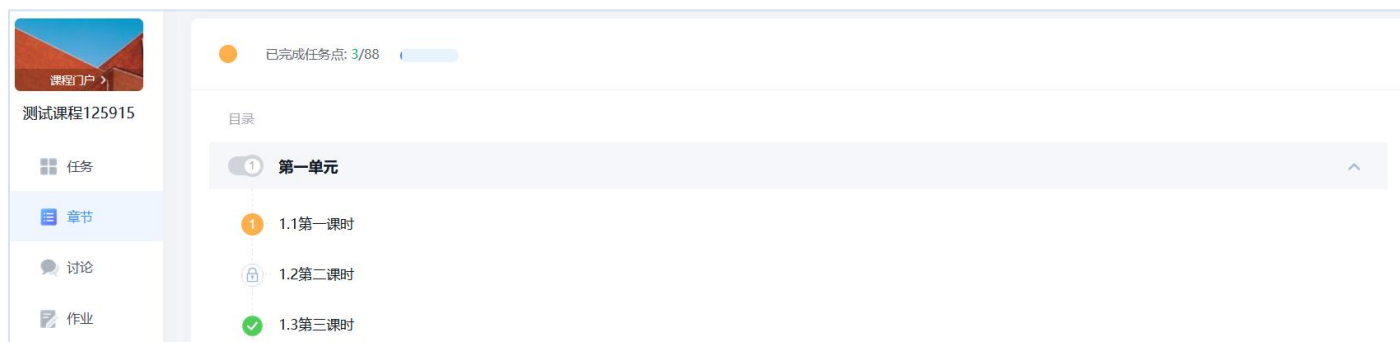 课程门户 >
测试课程125915
任务
章节
讨论
作业
已完成任务点: 3/88
目录
1 第一单元
1 1.1第一课时
1.2第二课时
1.3第三课时